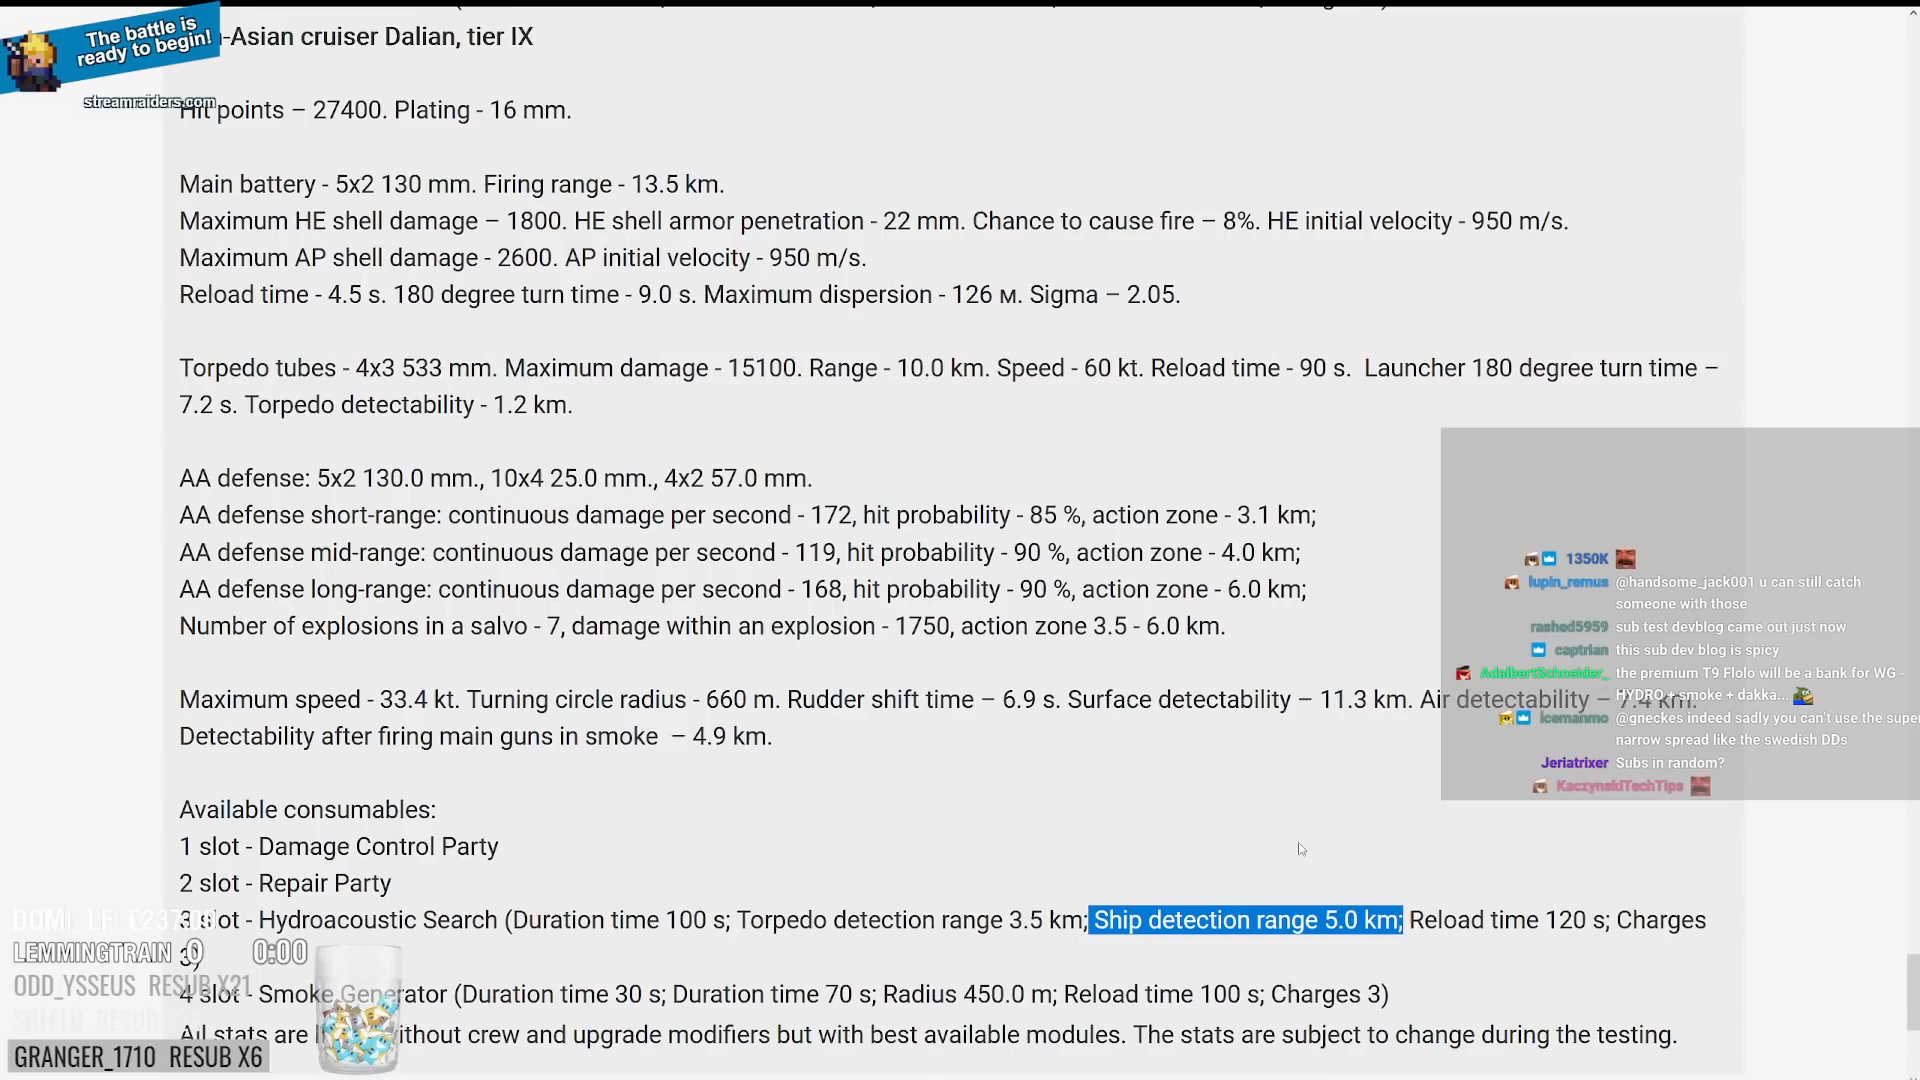 The battle is
ready to begin!
streamraiders.com
-Asian cruiser Dalian, tier IX
Hit points – 27400. Plating - 16 mm.
Main battery - 5x2 130 mm. Firing range - 13.5 km.
Maximum HE shell damage – 1800. HE shell armor penetration - 22 mm. Chance to cause fire – 8%. HE initial velocity - 950 m/s.
Maximum AP shell damage - 2600. AP initial velocity - 950 m/s.
Reload time - 4.5 s. 180 degree turn time - 9.0 s. Maximum dispersion - 126 м. Sigma – 2.05.
Torpedo tubes - 4x3 533 mm. Maximum damage - 15100. Range - 10.0 km. Speed - 60 kt. Reload time - 90 s. Launcher 180 degree turn time –
7.2 s. Torpedo detectability - 1.2 km.
AA defense: 5x2 130.0 mm., 10x4 25.0 mm., 4x2 57.0 mm.
AA defense short-range: continuous damage per second - 172, hit probability - 85 %, action zone - 3.1 km;
AA defense mid-range: continuous damage per second - 119, hit probability - 90 %, action zone - 4.0 km;
AA defense long-range: continuous damage per second - 168, hit probability - 90 %, action zone - 6.0 km;
Number of explosions in a salvo - 7, damage within an explosion - 1750, action zone 3.5 - 6.0 km.
Maximum speed - 33.4 kt. Turning circle radius - 660 m. Rudder shift time – 6.9 s. Surface detectability – 11.3 km. Air detectability – 7.4 km.
Detectability after firing main guns in smoke – 4.9 km.
Available consumables:
1 slot - Damage Control Party
2 slot - Repair Party
3 slot - Hydroacoustic Search (Duration time 100 s; Torpedo detection range 3.5 km; Ship detection range 5.0 km; Reload time 120 s; Charges
3)
4 slot - Smoke Generator (Duration time 30 s; Duration time 70 s; Radius 450.0 m; Reload time 100 s; Charges 3)
All stats are without crew and upgrade modifiers but with best available modules. The stats are subject to change during the testing.
1350K
lupin_remus @handsome_jack001 u can still catch
someone with those
rashed5959 sub test devblog came out just now
captrian this sub dev blog is spicy
AdalbertSchneider_ the premium T9 Flolo will be a bank for WG -
HYDRO + smoke + dakka...
icemanmo @gneckes indeed sadly you can't use the super
narrow spread like the swedish DDs
Jeriatrixer Subs in random?
KaczynskiTechTips
DOMI_LF:
LEMMINGTRAIN 0 0:00
ODD_YSSEUS RESUB X21
GRANGER_1710 RESUB X6